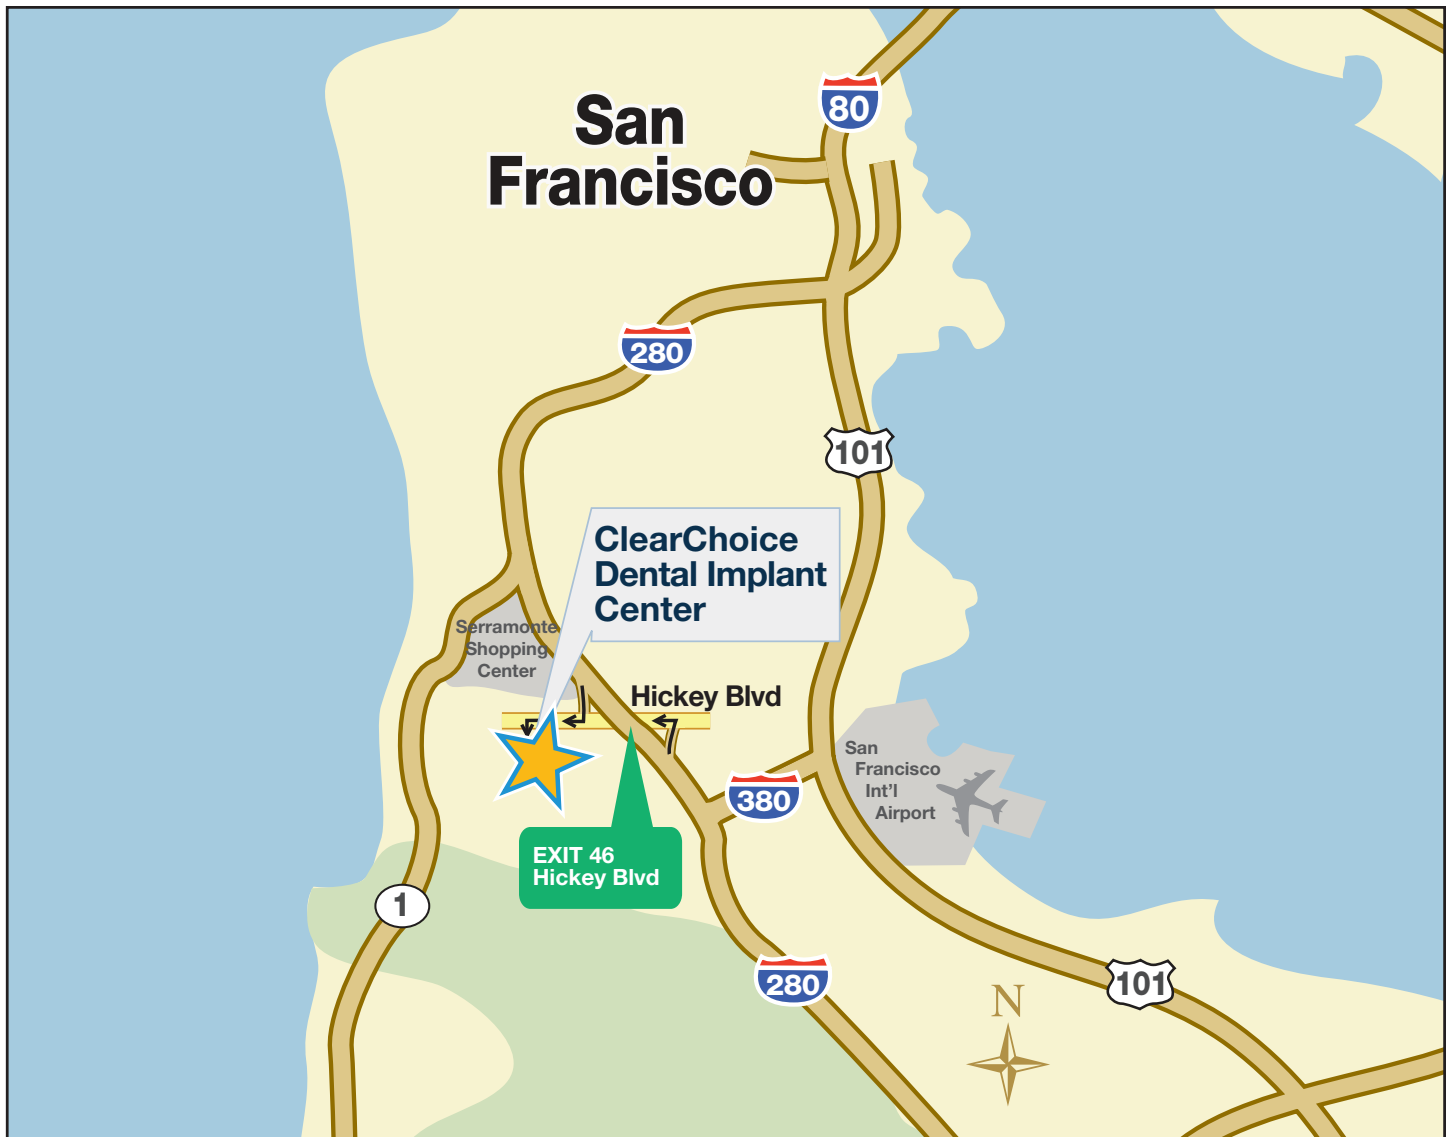 San
Francisco
80
280
101
ClearChoice
Dental Implant
Center
Serramonte
Shopping
Center
Hickey Blvd
San
Francisco
Int'l
Airport
380
EXIT 46
Hickey Blvd
1
280
101
N